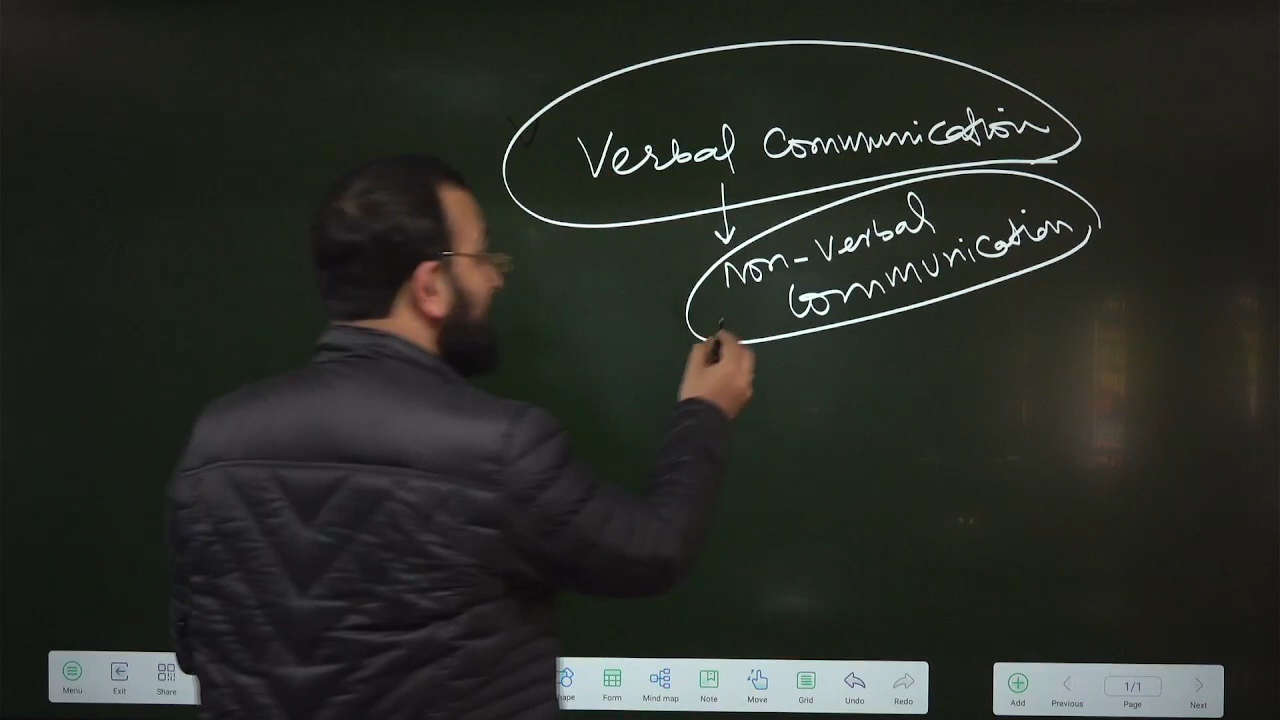 Verbal Communication
Non-Verbal
Communication
Menu Exit Share Form Mind map Note Move Grid Undo Redo Add Previous 1/1 Page Next